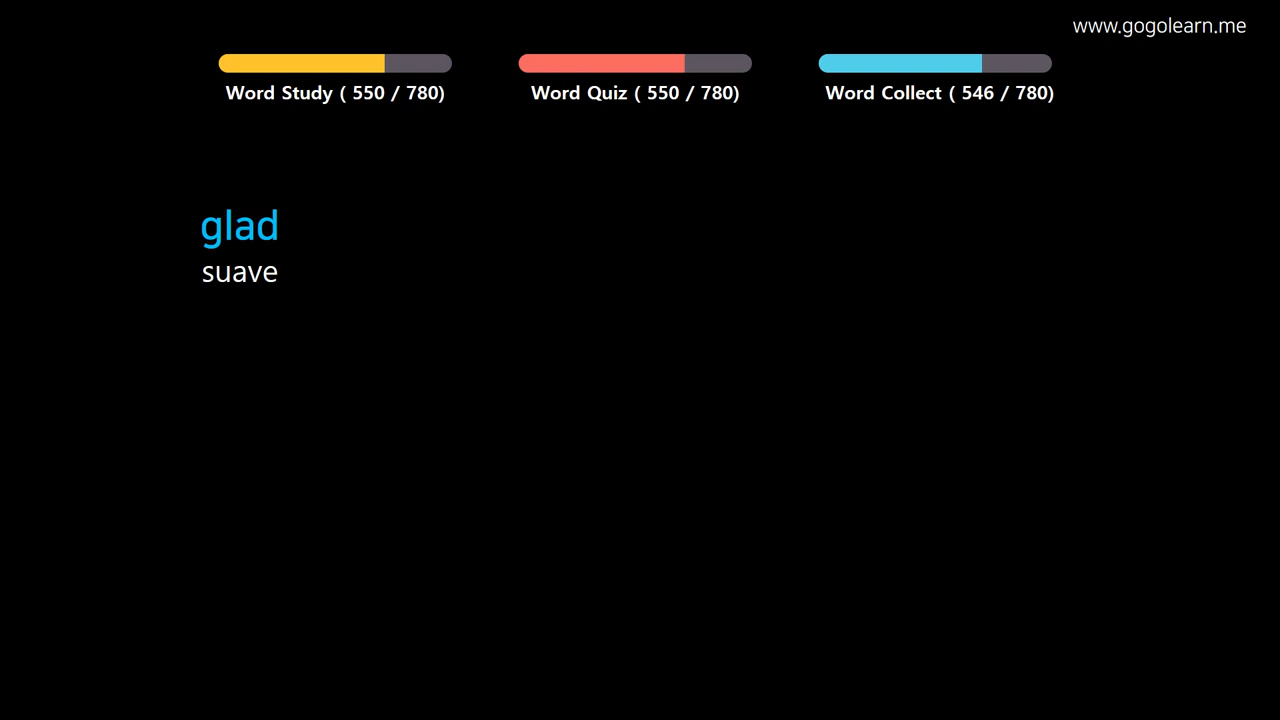 www.gogolearn.me
Word Study ( 550 / 780)
Word Quiz ( 550 / 780)
Word Collect ( 546 / 780)
glad
suave